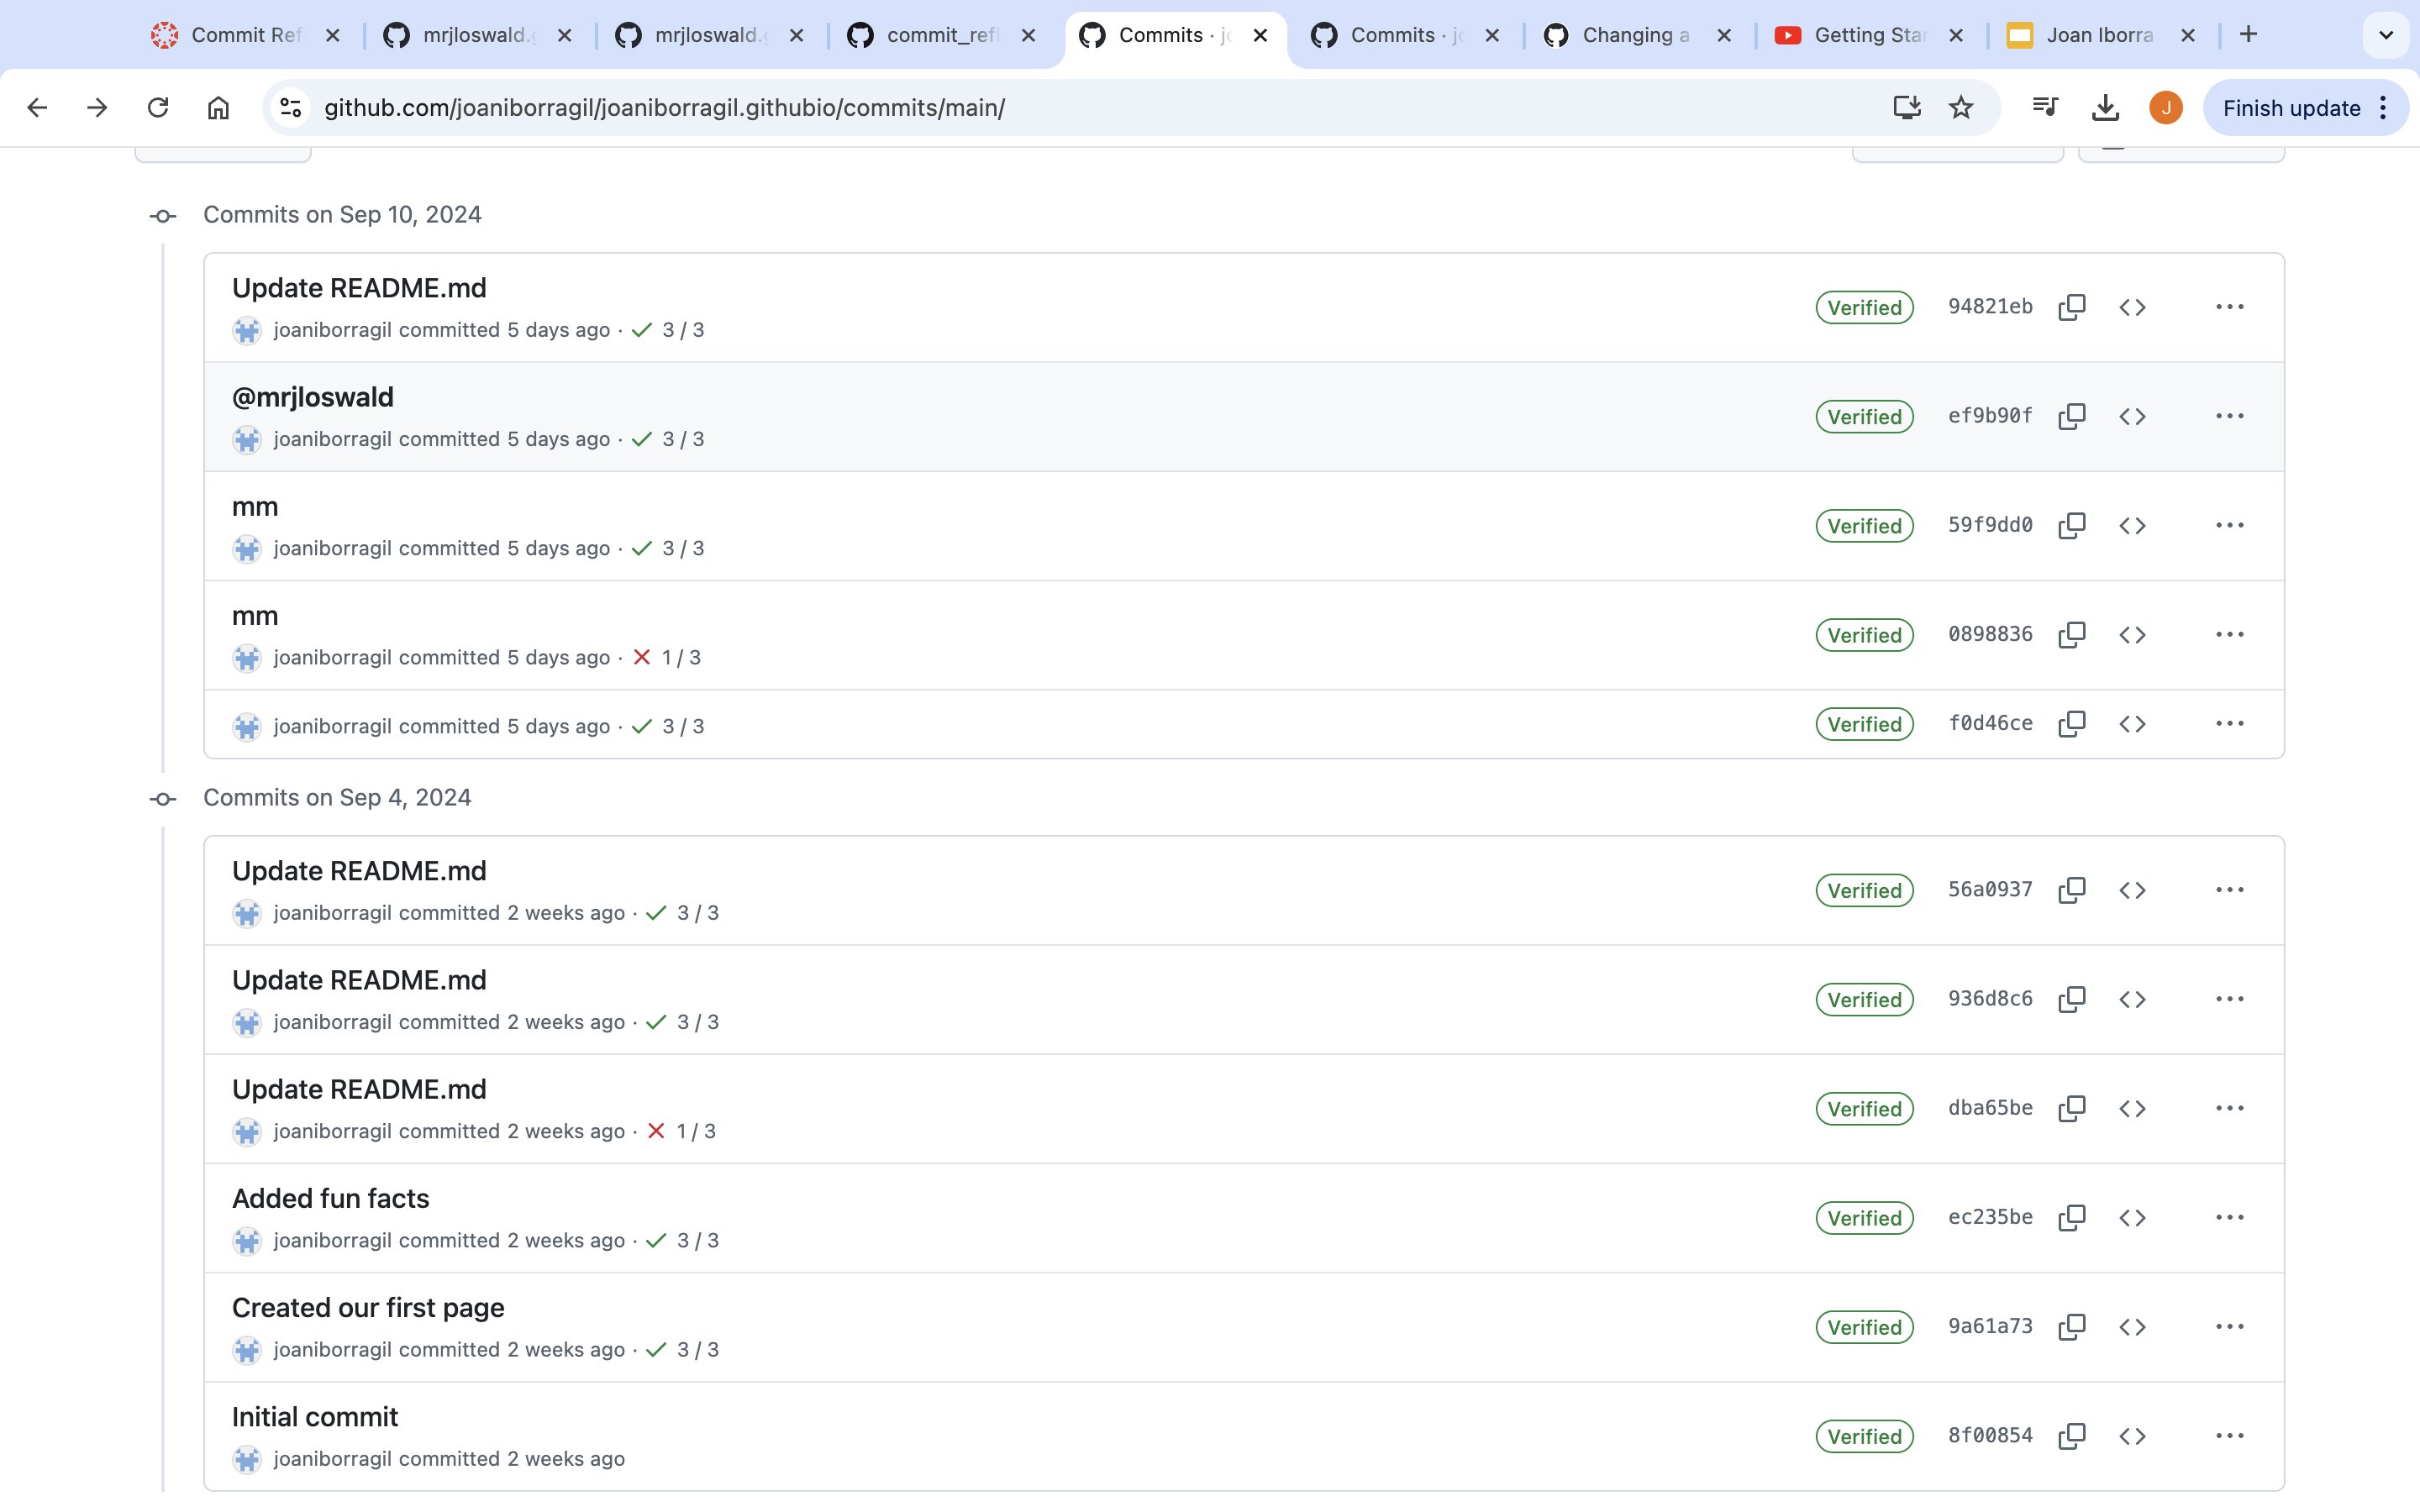 Commit Ref
mrjloswald.g
mrjloswald.g
commit_refl
Commits · jo
Commits · jo
Changing a
Getting Star
Joan Iborra
github.com/joaniborragil/joaniborragil.githubio/commits/main/
J
Finish update
Commits on Sep 10, 2024
Update README.md
Verified 94821eb
joaniborragil committed 5 days ago · 3 / 3
@mrjloswald
Verified ef9b90f
joaniborragil committed 5 days ago · 3 / 3
mm
Verified 59f9dd0
joaniborragil committed 5 days ago · 3 / 3
mm
Verified 0898836
joaniborragil committed 5 days ago · 1 / 3
joaniborragil committed 5 days ago · 3 / 3
Verified f0d46ce
Commits on Sep 4, 2024
Update README.md
Verified 56a0937
joaniborragil committed 2 weeks ago · 3 / 3
Update README.md
Verified 936d8c6
joaniborragil committed 2 weeks ago · 3 / 3
Update README.md
Verified dba65be
joaniborragil committed 2 weeks ago · 1 / 3
Added fun facts
Verified ec235be
joaniborragil committed 2 weeks ago · 3 / 3
Created our first page
Verified 9a61a73
joaniborragil committed 2 weeks ago · 3 / 3
Initial commit
Verified 8f00854
joaniborragil committed 2 weeks ago